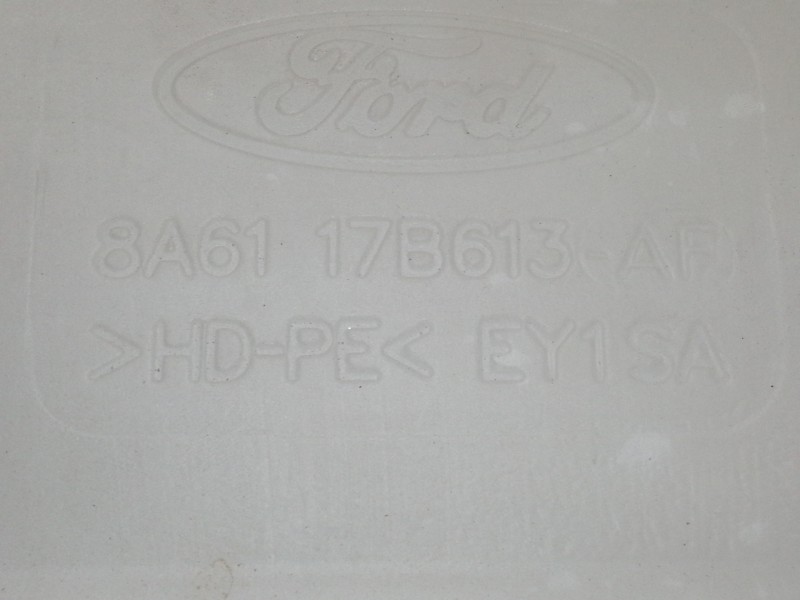 Ford
8A61 17B613 (AF)
>HD-PE< EY1SA